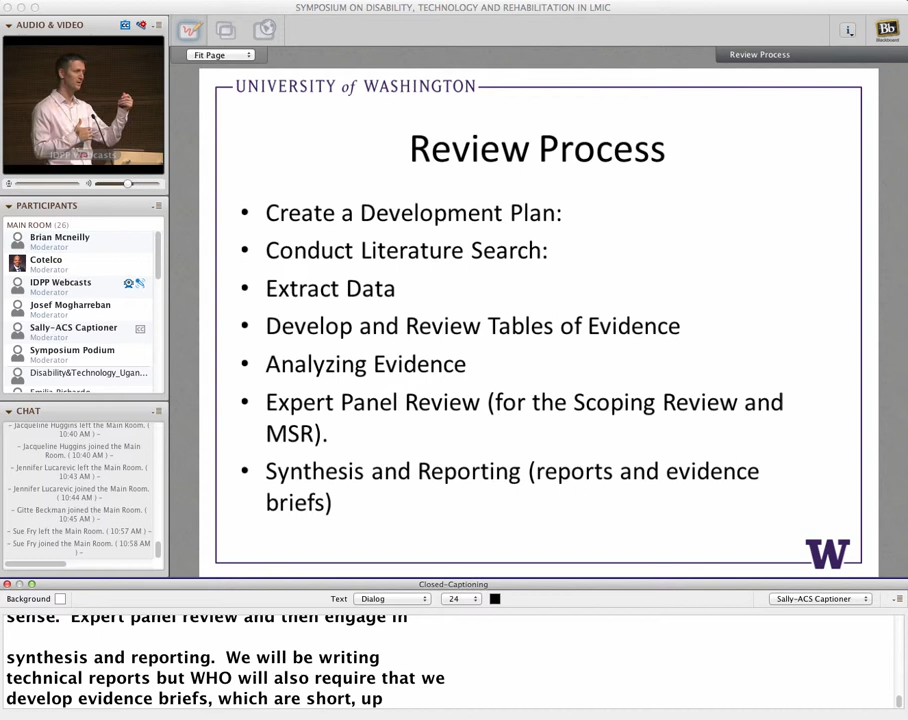 SYMPOSIUM ON DISABILITY, TECHNOLOGY AND REHABILITATION IN LMIC
AUDIO & VIDEO
IDPP Webcasts
PARTICIPANTS
MAIN ROOM (26)
Brian Mcneilly
Moderator
Cotelco
Moderator
IDPP Webcasts
Moderator
Josef Mogharreban
Moderator
Sally-ACS Captioner
Moderator
Symposium Podium
Moderator
Disability&Technology_Ugan...
CHAT
– Jacqueline Huggins left the Main Room. (
10:40 AM ) –
– Jacqueline Huggins joined the Main
Room. ( 10:40 AM ) –
– Jennifer Lucarevic left the Main Room. (
10:43 AM ) –
– Jennifer Lucarevic joined the Main Room.
( 10:44 AM ) –
– Gitte Beckman joined the Main Room. (
10:45 AM ) –
– Sue Fry left the Main Room. ( 10:57 AM ) –
– Sue Fry joined the Main Room. ( 10:58 AM
) –
Fit Page
Review Process
i
Bb
Blackboard
UNIVERSITY of WASHINGTON
Review Process
• Create a Development Plan:
• Conduct Literature Search:
• Extract Data
• Develop and Review Tables of Evidence
• Analyzing Evidence
• Expert Panel Review (for the Scoping Review and
MSR).
• Synthesis and Reporting (reports and evidence
briefs)
W
Closed-Captioning
Background
Text
Dialog
24
Sally-ACS Captioner
sense. Expert panel review and then engage in
synthesis and reporting. We will be writing
technical reports but WHO will also require that we
develop evidence briefs, which are short, up